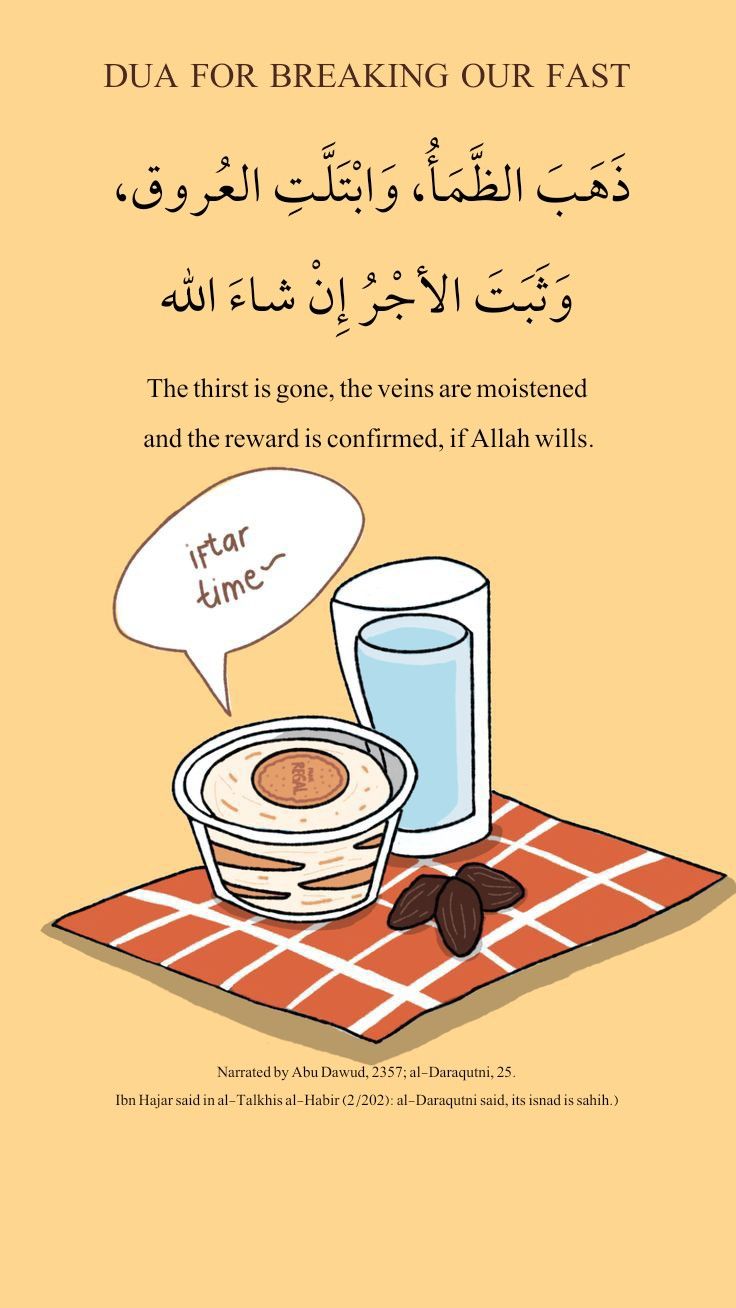 DUA FOR BREAKING OUR FAST
ذَهَبَ الظَّمَأُ، وَابْتَلَّتِ العُروق،
وَثَبَتَ الأجْرُ إِنْ شاءَ الله
The thirst is gone, the veins are moistened
and the reward is confirmed, if Allah wills.
iftar
time~
REGAL
Narrated by Abu Dawud, 2357; al-Daraqutni, 25.
Ibn Hajar said in al-Talkhis al-Habir (2/202): al-Daraqutni said, its isnad is sahih.)